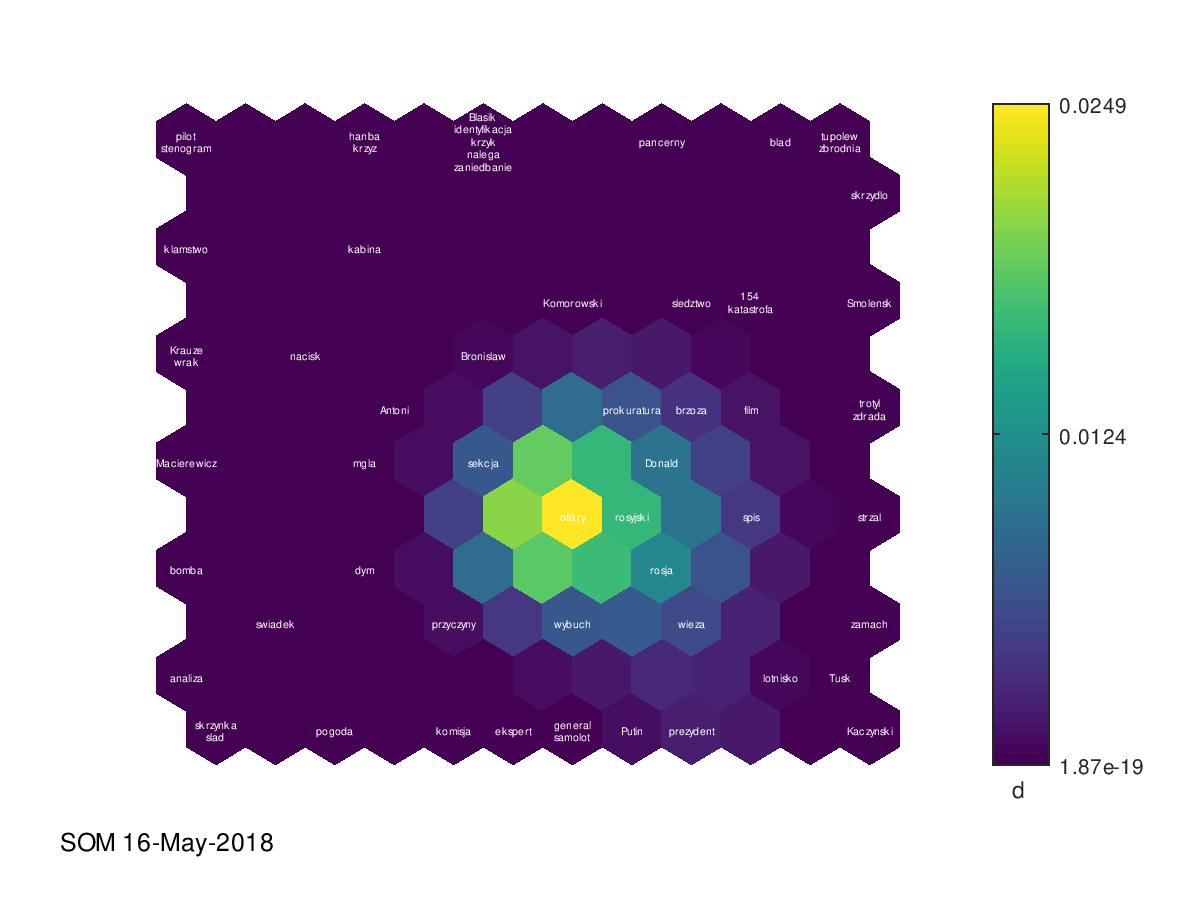 0.0249
Blasik
pilot
hanba
identyfikacja
pancerny
blad
tupolew
stenogram
krzyz
krzyk
zbrodnia
nalega
zaniedbanie
skrzydlo
klamstwo
kabina
Komorowski
siedztwo
154
katastrofa
Smolensk
Krauze
wrak
nacisk
Bronislaw
Antoni
prokuratura
brzoza
film
trotyl
zdrada
0.0124
Macierewicz
mgla
sekcja
Donald
ofiary
rosyjski
spis
strzal
bomba
dym
rosja
swiadek
przyczyny
wybuch
wieza
zamach
analiza
lotnisko
Tusk
skrzynka
slad
pogoda
komisja
ekspert
general
samolot
Putin
prezydent
Kaczynski
1.87e-19
d
SOM 16-May-2018